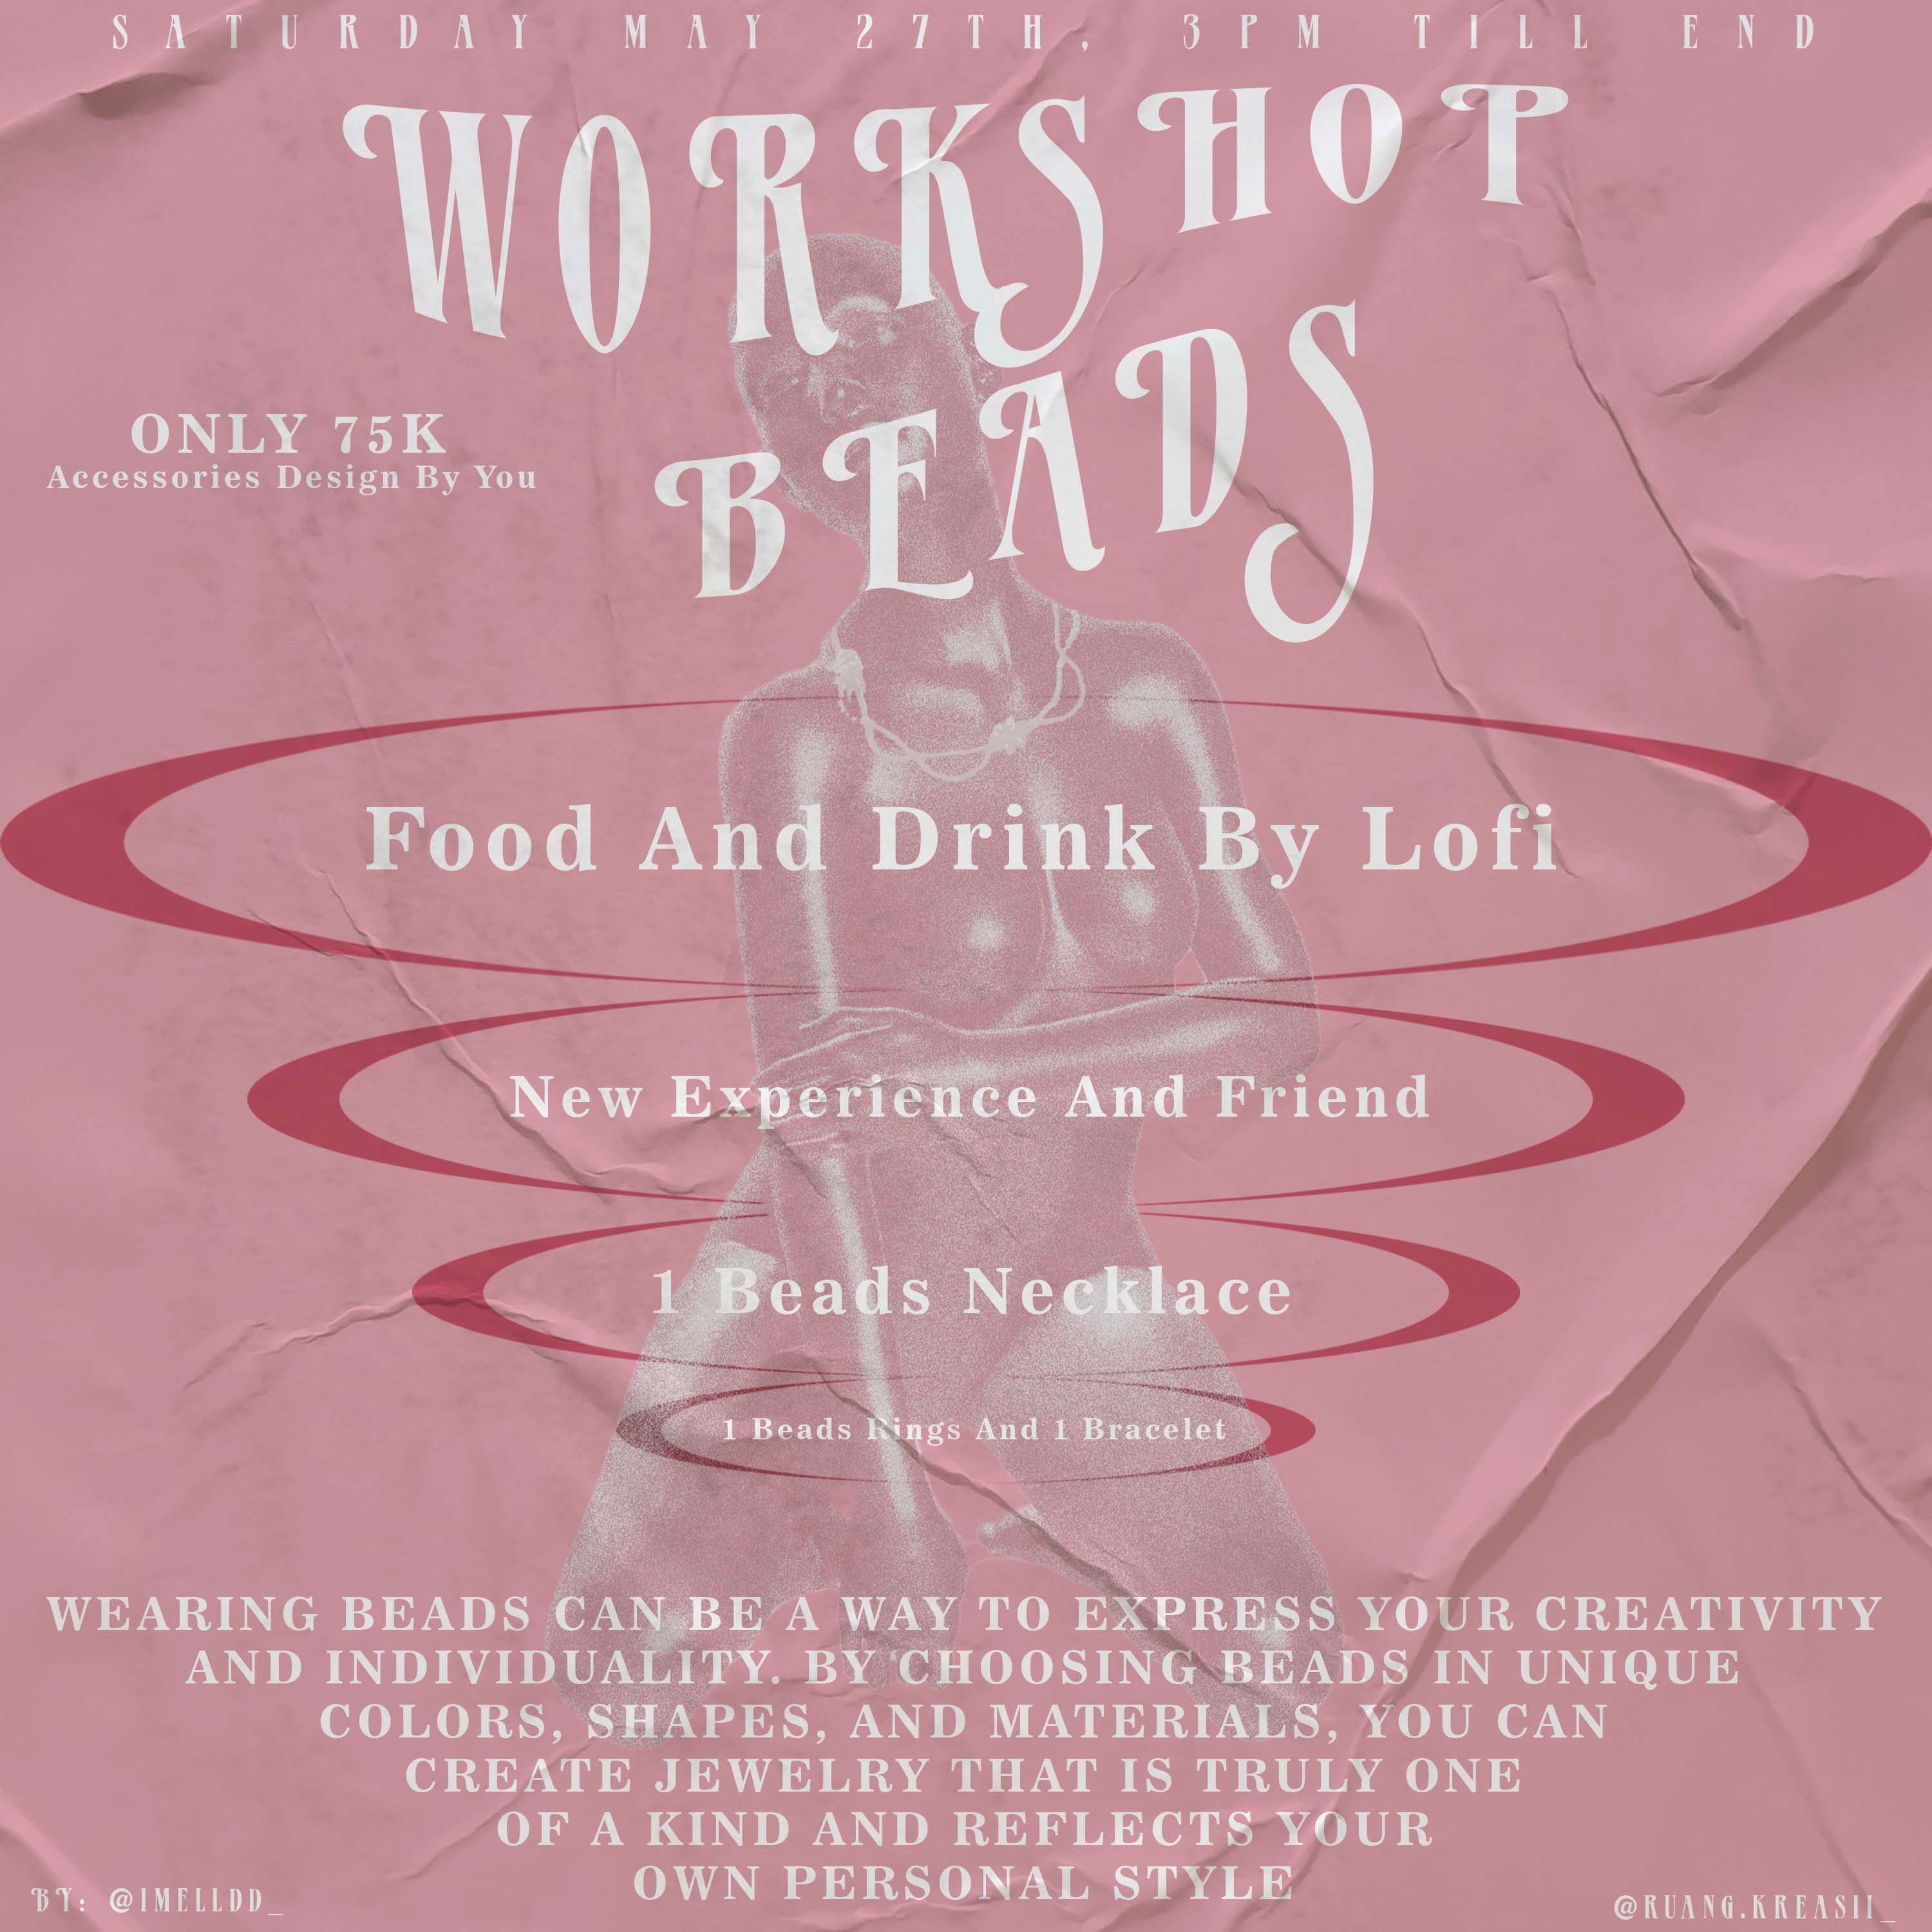 SATURDAY MAY 27TH, 3PM TILL END
WORKSHOP
BEADS
ONLY 75K
Accessories Design By You
Food And Drink By Lofi
New Experience And Friend
1 Beads Necklace
1 Beads Rings And 1 Bracelet
WEARING BEADS CAN BE A WAY TO EXPRESS YOUR CREATIVITY
AND INDIVIDUALITY. BY CHOOSING BEADS IN UNIQUE
COLORS, SHAPES, AND MATERIALS, YOU CAN
CREATE JEWELRY THAT IS TRULY ONE
OF A KIND AND REFLECTS YOUR
OWN PERSONAL STYLE
BY: @IMELLDD_
@RUANG.KREASII_